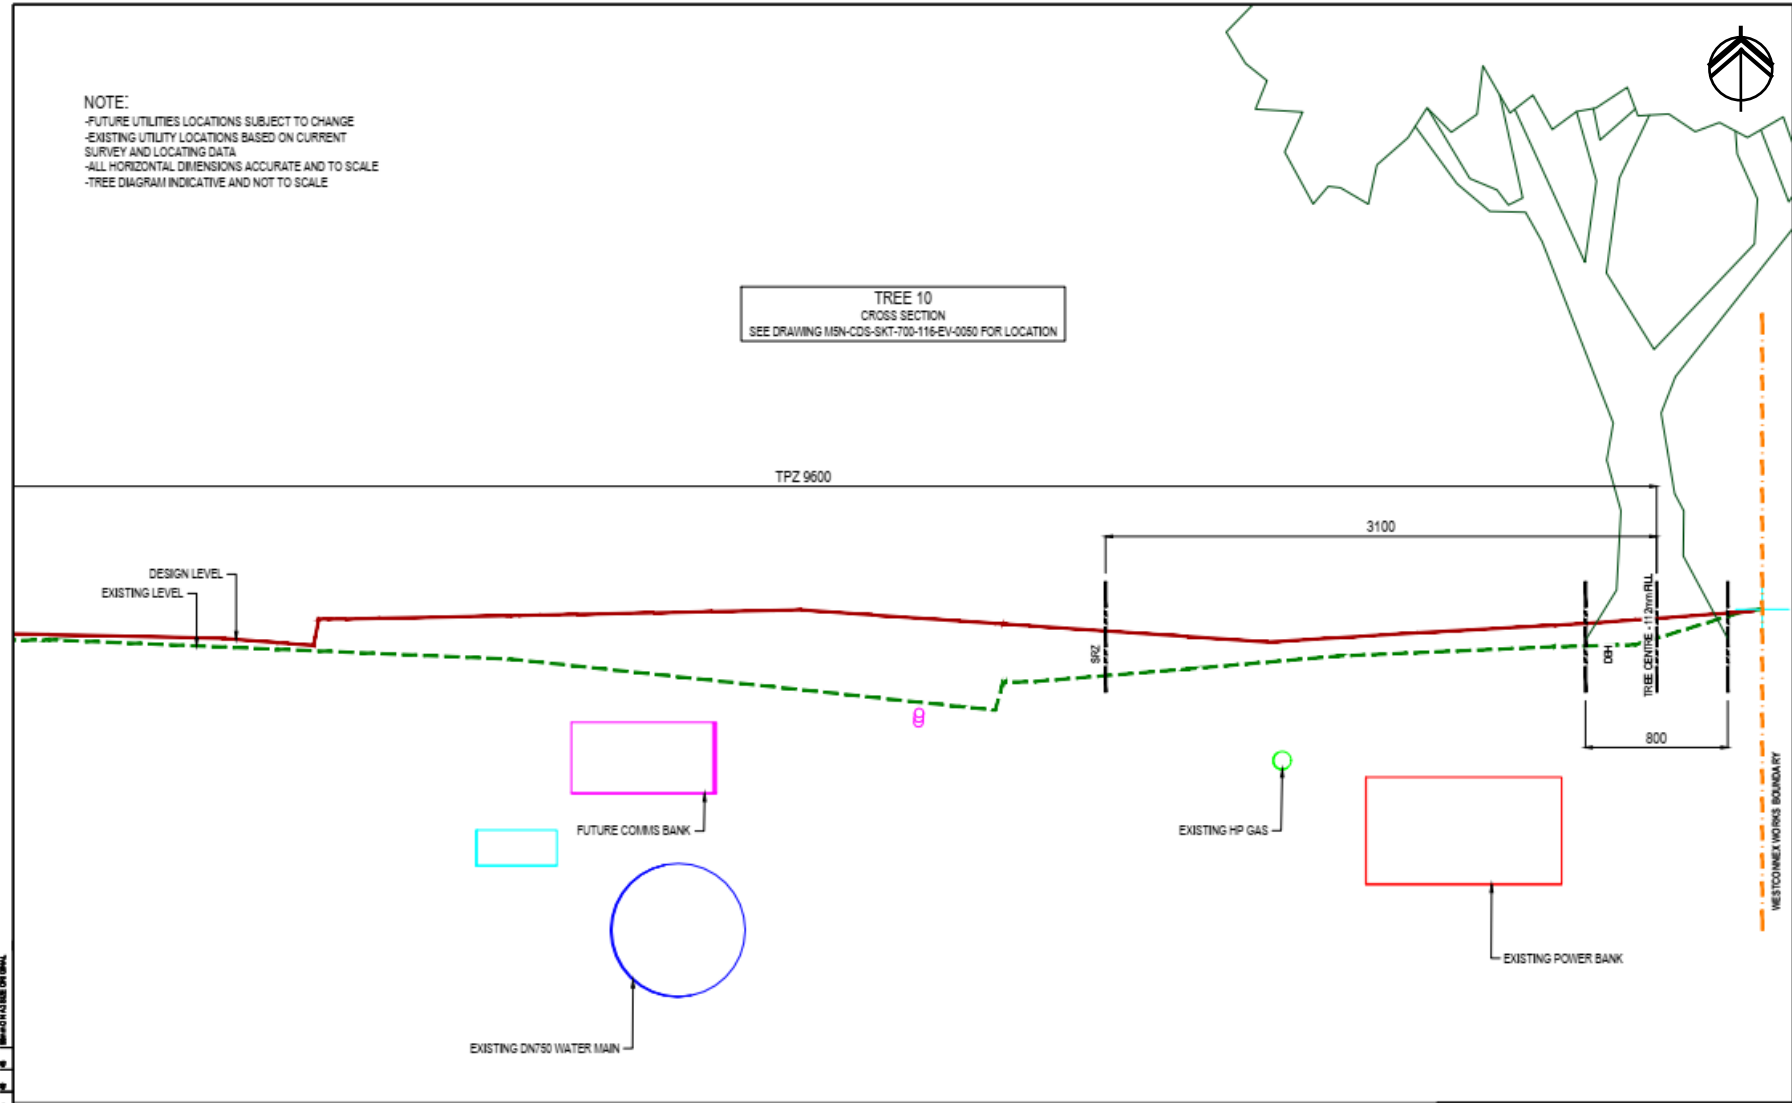 NOTE:
-FUTURE UTILITIES LOCATIONS SUBJECT TO CHANGE
-EXISTING UTILITY LOCATIONS BASED ON CURRENT
SURVEY AND LOCATING DATA
-ALL HORIZONTAL DIMENSIONS ACCURATE AND TO SCALE
-TREE DIAGRAM INDICATIVE AND NOT TO SCALE
TREE 10
CROSS SECTION
SEE DRAWING M5N-CDS-SKT-700-116-EV-0050 FOR LOCATION
TPZ 9600
3100
DESIGN LEVEL
EXISTING LEVEL
SRZ
DBH
TREE CENTRE - 112mm FILL
800
WESTCONNEX WORKS BOUNDARY
FUTURE COMMS BANK
EXISTING HP GAS
EXISTING POWER BANK
EXISTING DN750 WATER MAIN